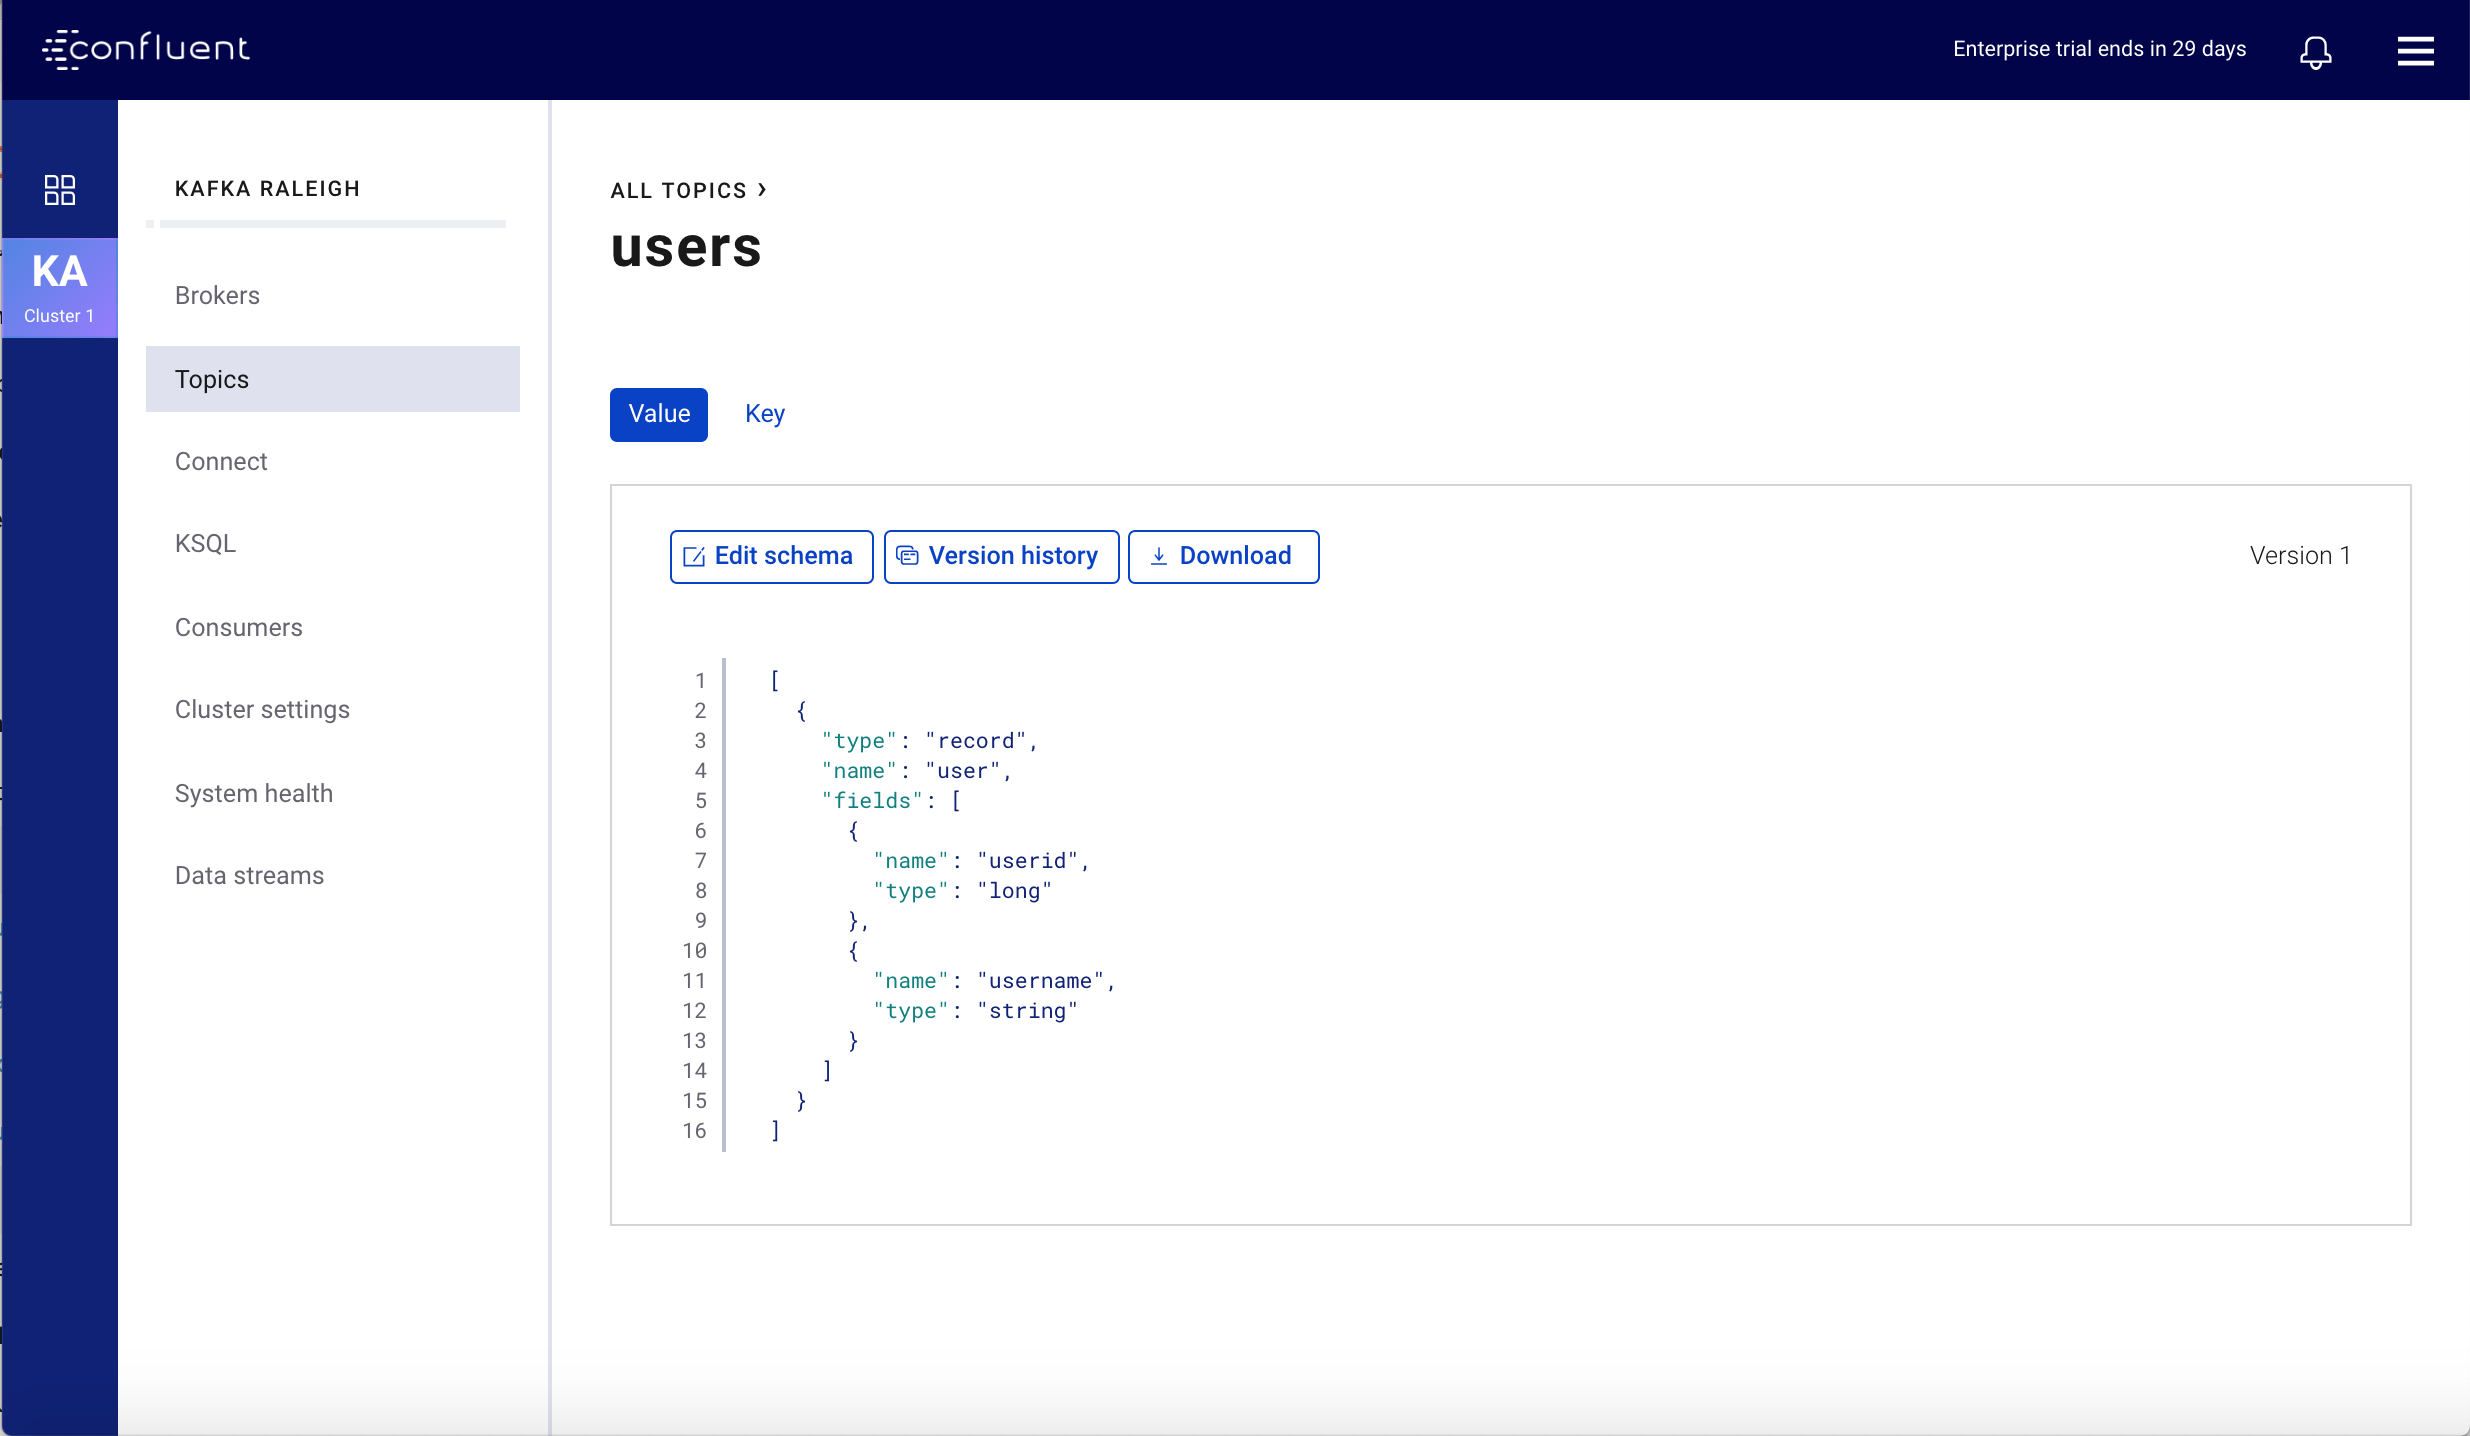 confluent
Enterprise trial ends in 29 days
KA
Cluster 1
KAFKA RALEIGH
Brokers
Topics
Connect
KSQL
Consumers
Cluster settings
System health
Data streams
ALL TOPICS ›
users
Value Key
Edit schema Version history Download Version 1
1 [
2 {
3 "type": "record",
4 "name": "user",
5 "fields": [
6 {
7 "name": "userid",
8 "type": "long"
9 },
10 {
11 "name": "username",
12 "type": "string"
13 }
14 ]
15 }
16 ]